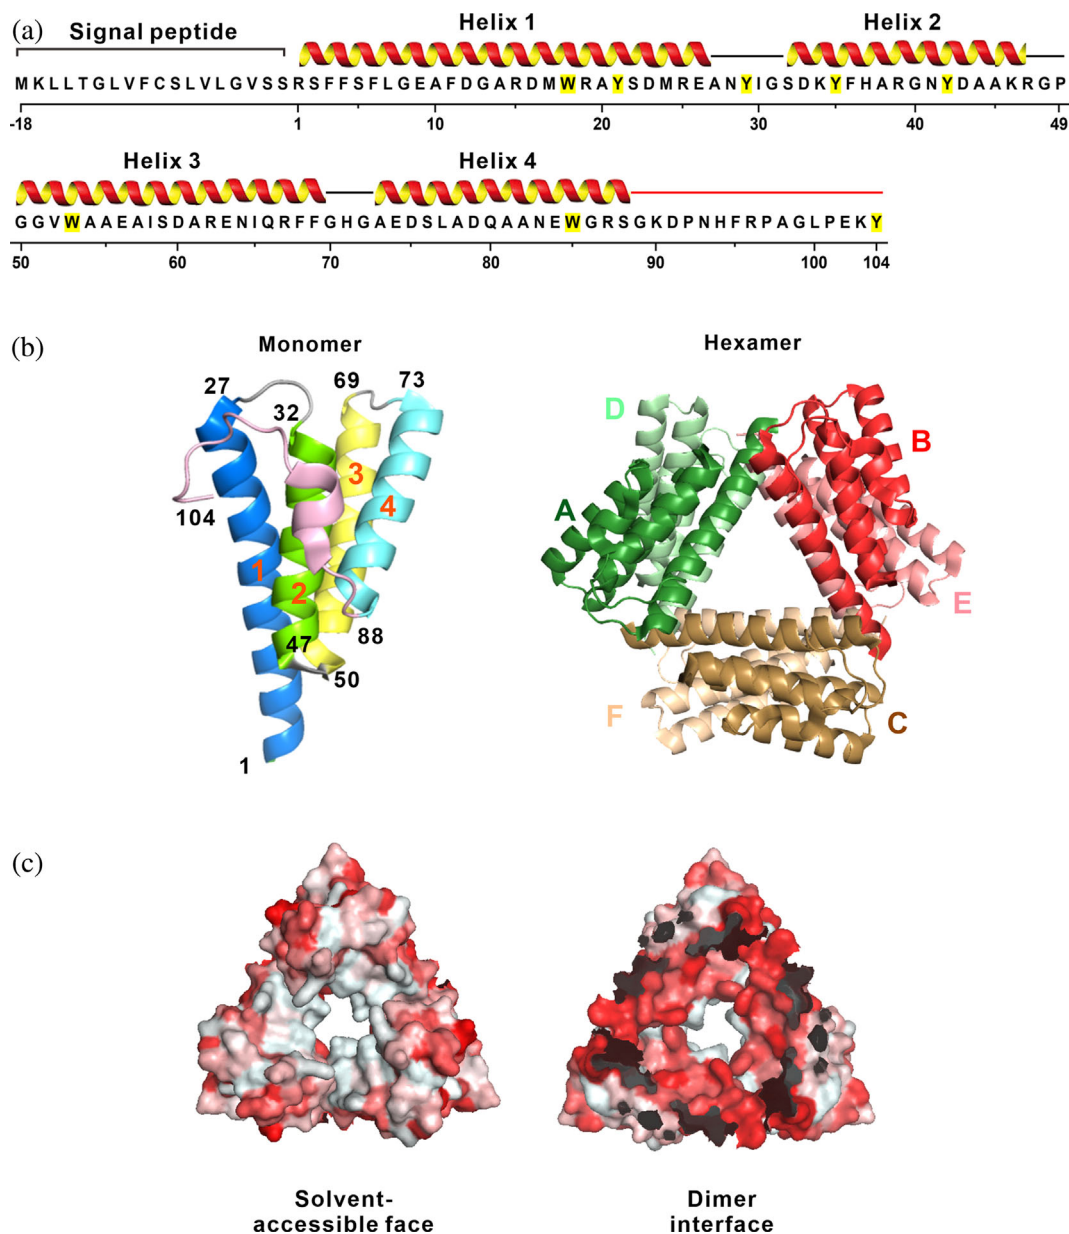 (a)
Signal peptide
Helix 1
Helix 2
MKLLTGLVFCSLVLGVSSRSFFSFLGEAFDGARDMWRAYSDMREANYIGSDKYFHARGNYDAAKRGP
-18 1 10 20 30 40 49
Helix 3
Helix 4
GGVWAAEAISDARENIQRFFGHGAEDSLADQAANEWGRSGKDPNHFRPAGLPEKY
50 60 70 80 90 100 104
(b)
Monomer
Hexamer
27
69
73
32
D
B
3
4
104
A
1
2
E
47
88
50
F
C
1
(c)
Solvent-
accessible face
Dimer
interface